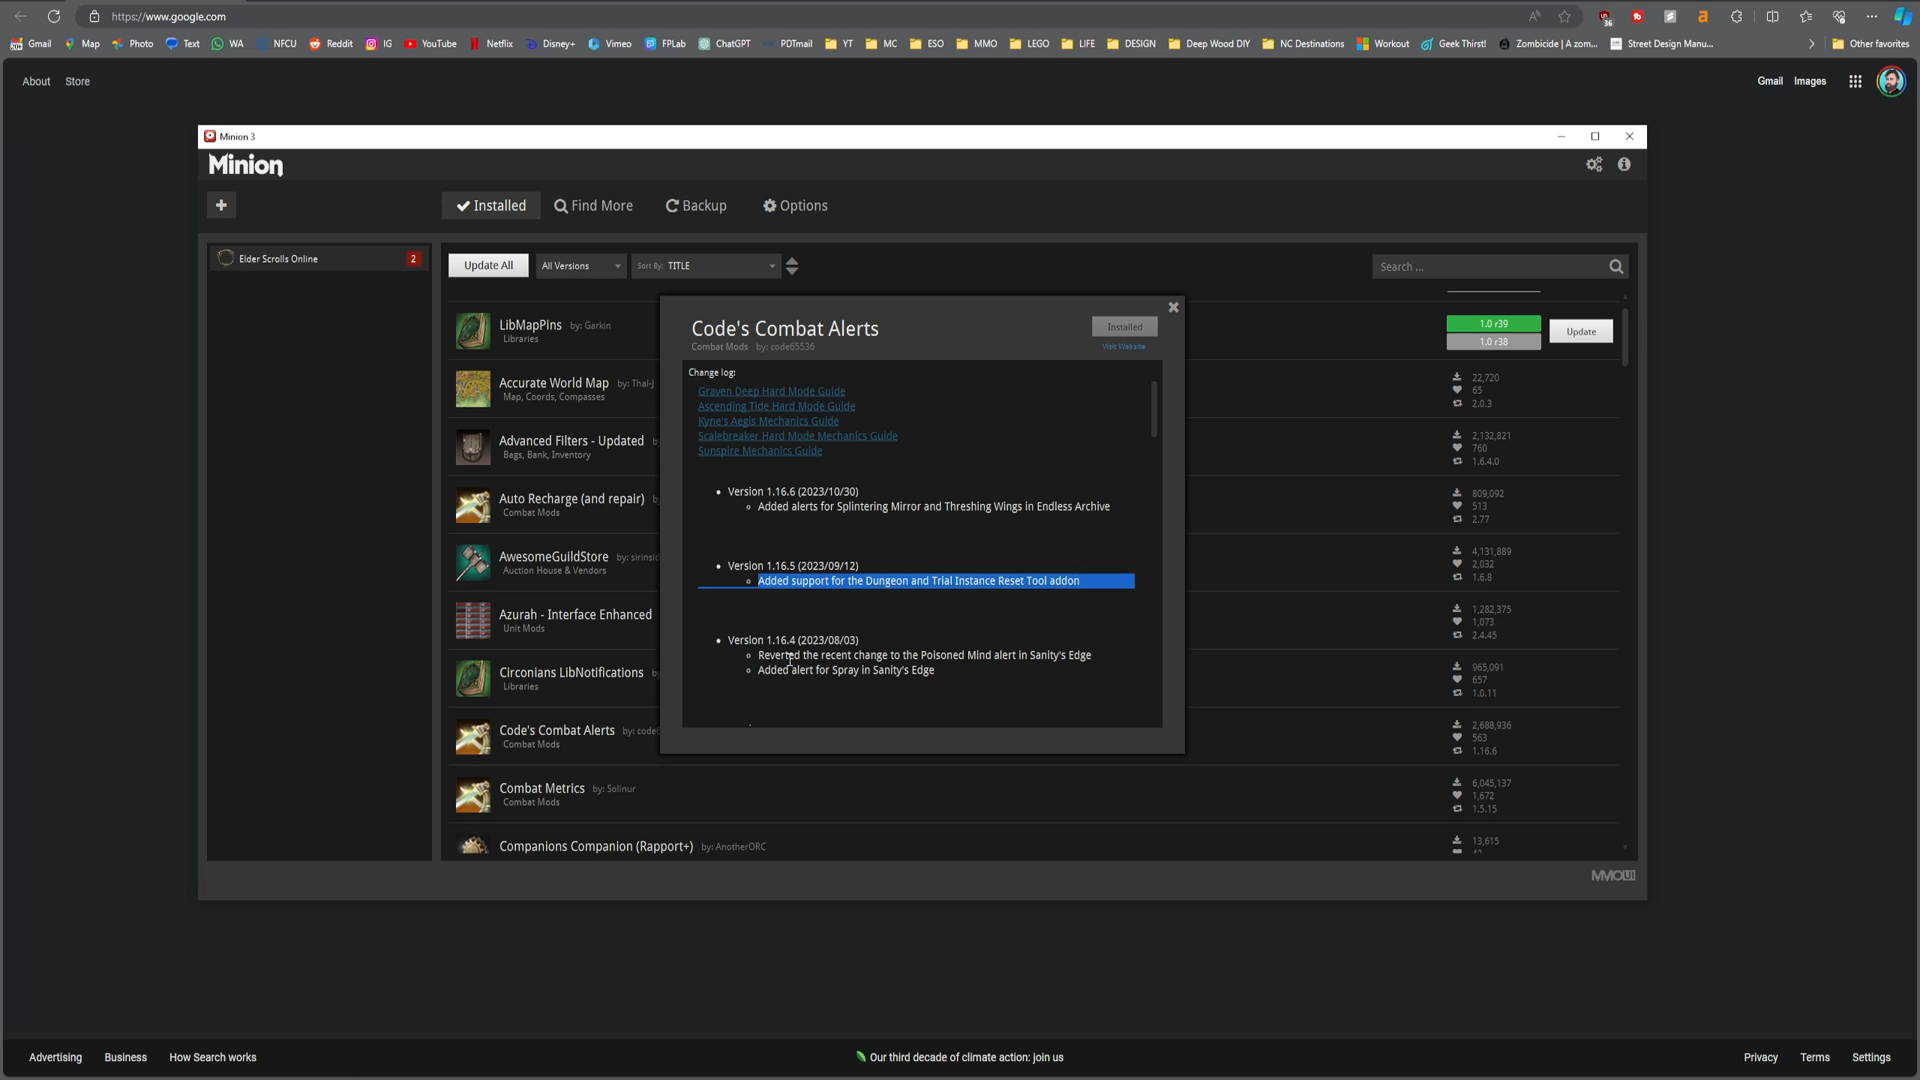 https://www.google.com
Gmail Map Photo Text WA NFCU Reddit IG YouTube Netflix Disney+ Vimeo FPLab ChatGPT PDTmail YT MC ESO MMO LEGO LIFE DESIGN Deep Wood DIY NC Destinations Workout Geek Thirst! Zombicide | A zom... Street Design Manu... Other favorites
About Store
Gmail Images
Minion 3
Minion
Installed Find More Backup Options
Elder Scrolls Online 2
Update All All Versions Sort By: TITLE Search ...
LibMapPins by: Garkin
Libraries
1.0 r39
1.0 r38
Update
Accurate World Map by: Thal-J
Map, Coords, Compasses
22,720
65
2.0.3
Advanced Filters - Updated
Bags, Bank, Inventory
2,132,821
760
1.6.4.0
Auto Recharge (and repair)
Combat Mods
809,092
513
2.77
AwesomeGuildStore by: sirinsic
Auction House & Vendors
4,131,889
2,032
1.6.8
Azurah - Interface Enhanced
Unit Mods
1,282,375
1,073
2.4.45
Circonians LibNotifications
Libraries
965,091
657
1.0.11
Code's Combat Alerts by: code
Combat Mods
2,688,936
563
1.16.6
Combat Metrics by: Solinur
Combat Mods
6,045,137
1,672
1.5.15
Companions Companion (Rapport+) by: AnotherORC
13,615
Code's Combat Alerts
Combat Mods by: code65536
Installed
Visit Website
Change log:
Graven Deep Hard Mode Guide
Ascending Tide Hard Mode Guide
Kyne's Aegis Mechanics Guide
Scalebreaker Hard Mode Mechanics Guide
Sunspire Mechanics Guide
Version 1.16.6 (2023/10/30)
Added alerts for Splintering Mirror and Threshing Wings in Endless Archive
Version 1.16.5 (2023/09/12)
Added support for the Dungeon and Trial Instance Reset Tool addon
Version 1.16.4 (2023/08/03)
Reverted the recent change to the Poisoned Mind alert in Sanity's Edge
Added alert for Spray in Sanity's Edge
MMOUI
Advertising Business How Search works
Our third decade of climate action: join us
Privacy Terms Settings